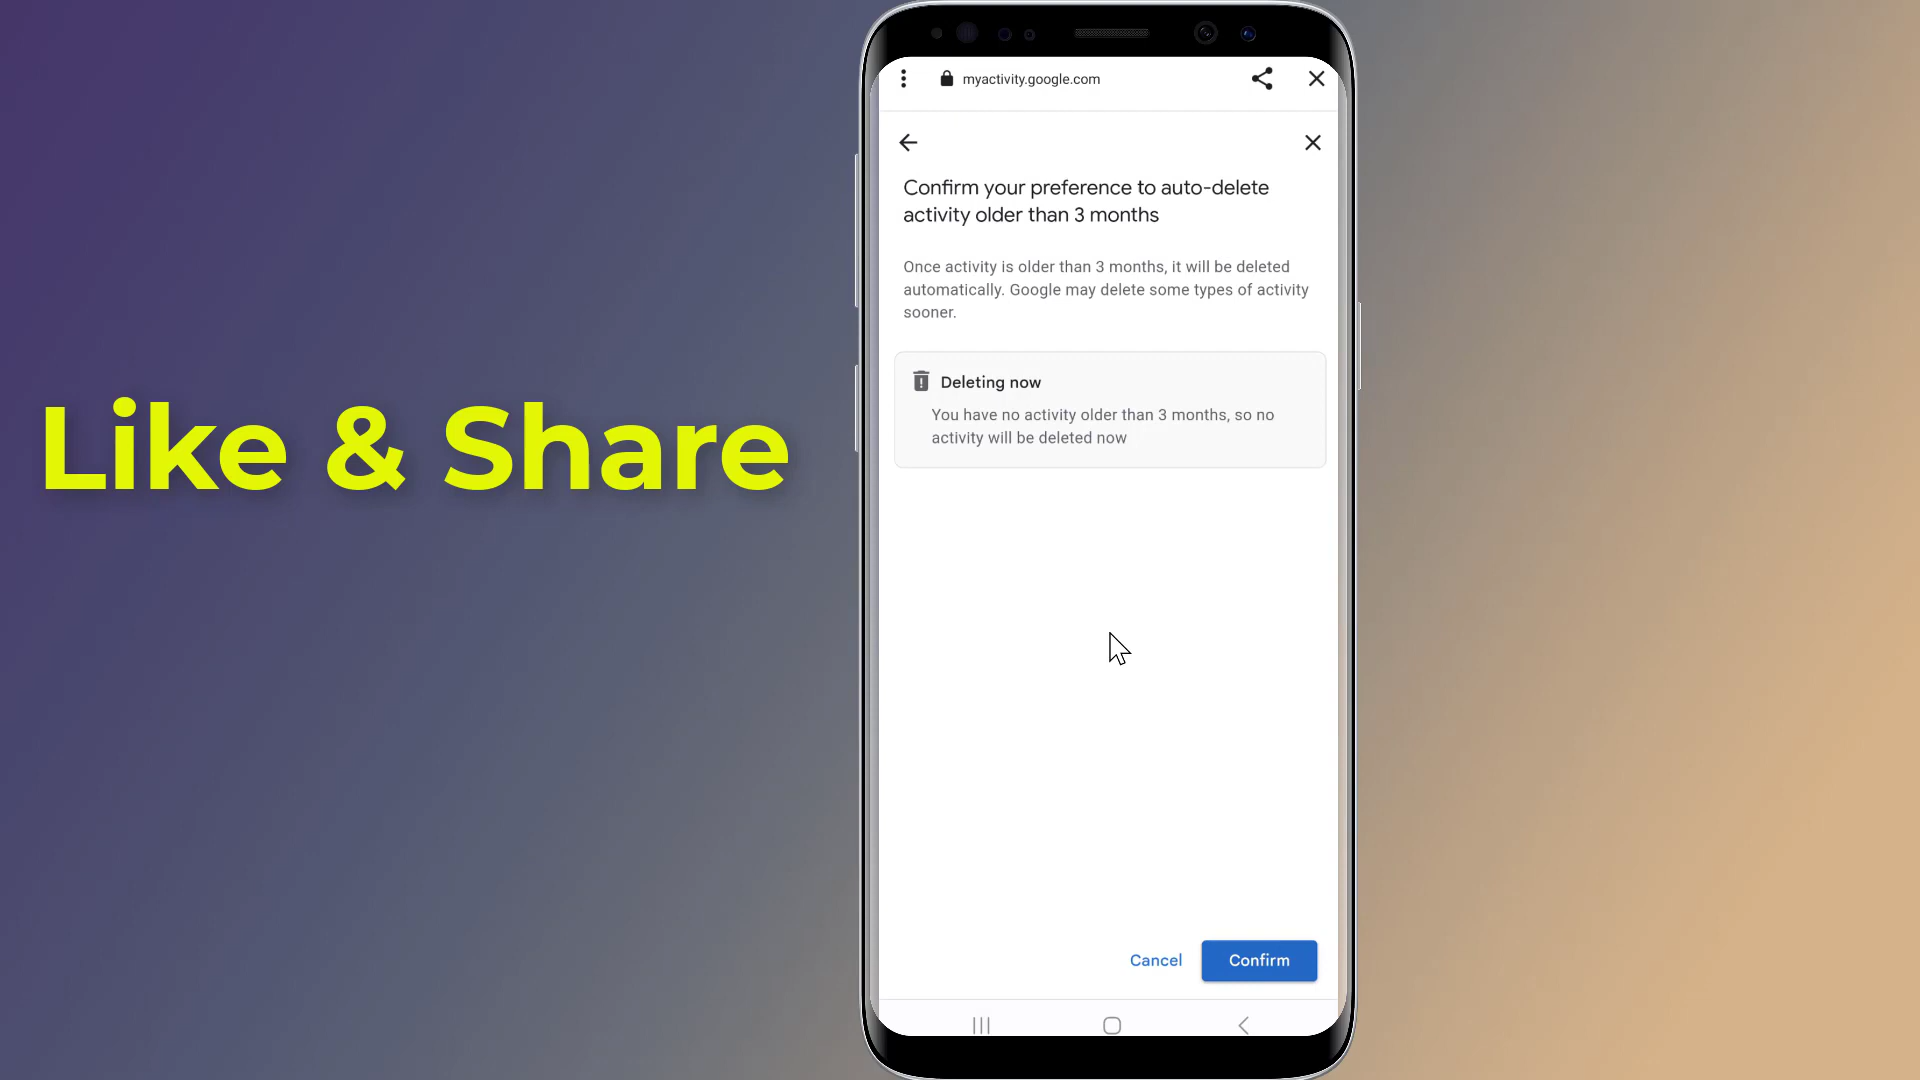 Like & Share
myactivity.google.com
Confirm your preference to auto-delete
activity older than 3 months
Once activity is older than 3 months, it will be deleted
automatically. Google may delete some types of activity
sooner.
Deleting now
You have no activity older than 3 months, so no
activity will be deleted now
Cancel
Confirm